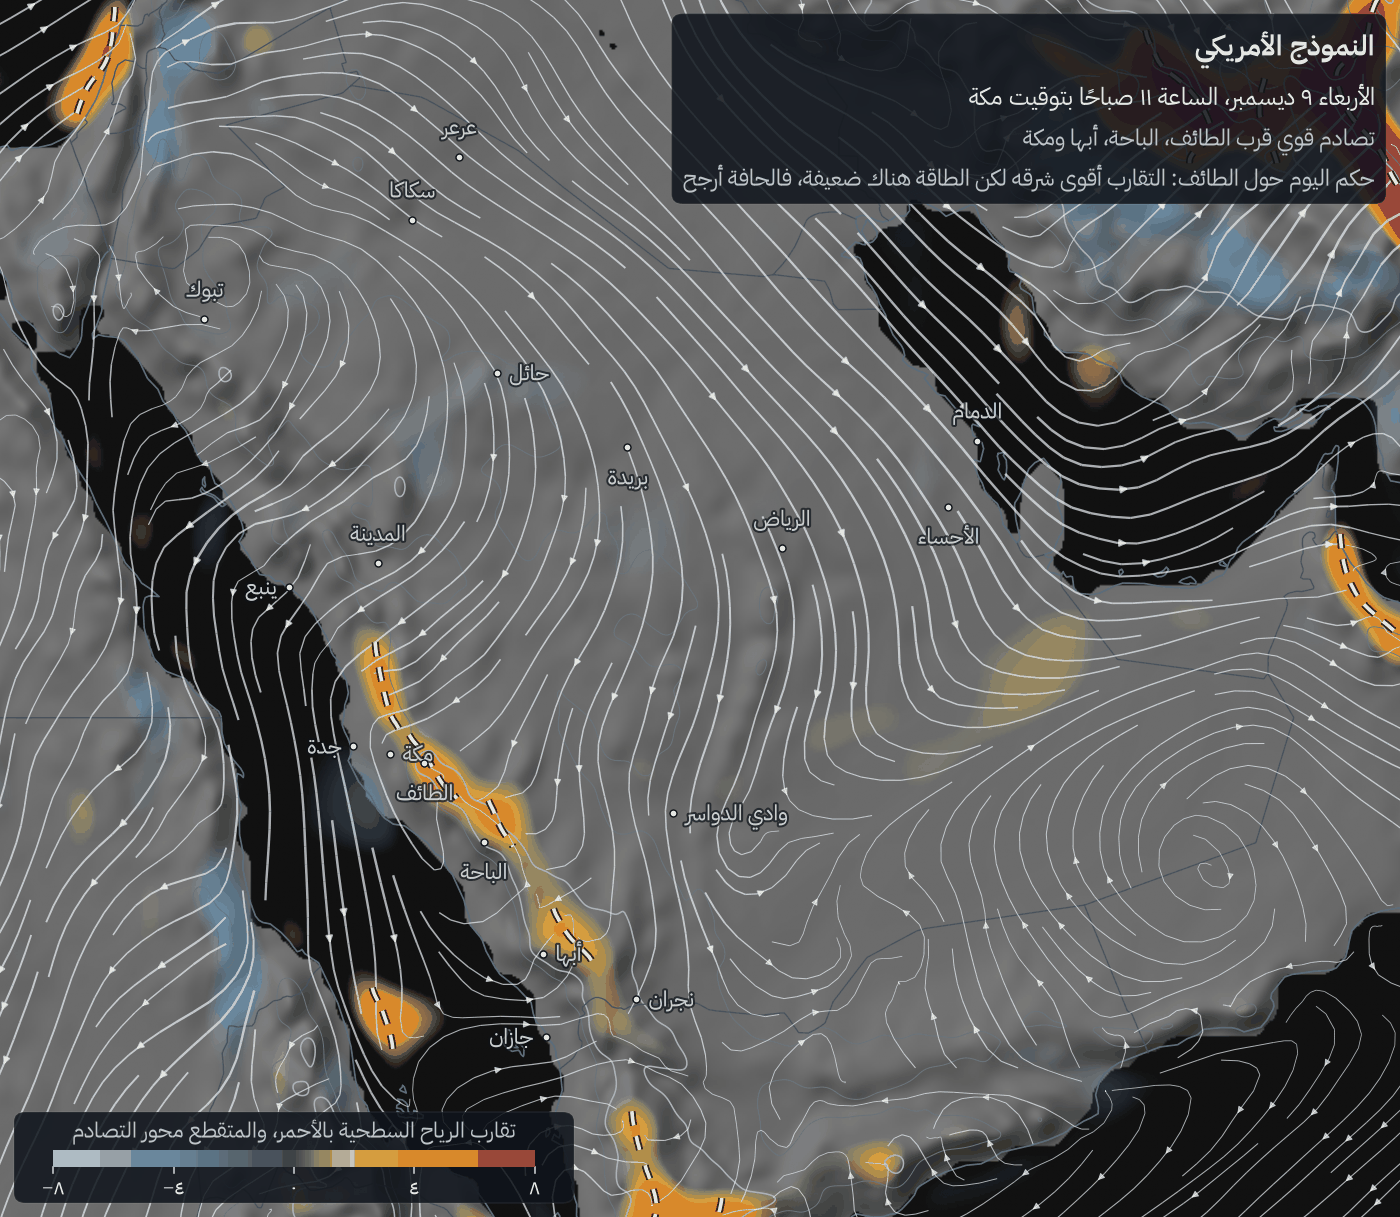 النموذج الأمريكي
الأربعاء ٩ ديسمبر، الساعة ١١ صباحًا بتوقيت مكة
تصادم قوي قرب الطائف، الباحة، أبها ومكة
حكم اليوم حول الطائف: التقارب أقوى شرقه لكن الطاقة هناك ضعيفة، فالحافة أرجح
عرعر
سكاكا
تبوك
حائل
الدمام
بريدة
الرياض
الأحساء
المدينة
ينبع
جدة
مكة
الطائف
وادي الدواسر
الباحة
أبها
نجران
جازان
تقارب الرياح السطحية بالأحمر، والمتقطع محور التصادم
−٨ −٤ ٠ ٤ ٨